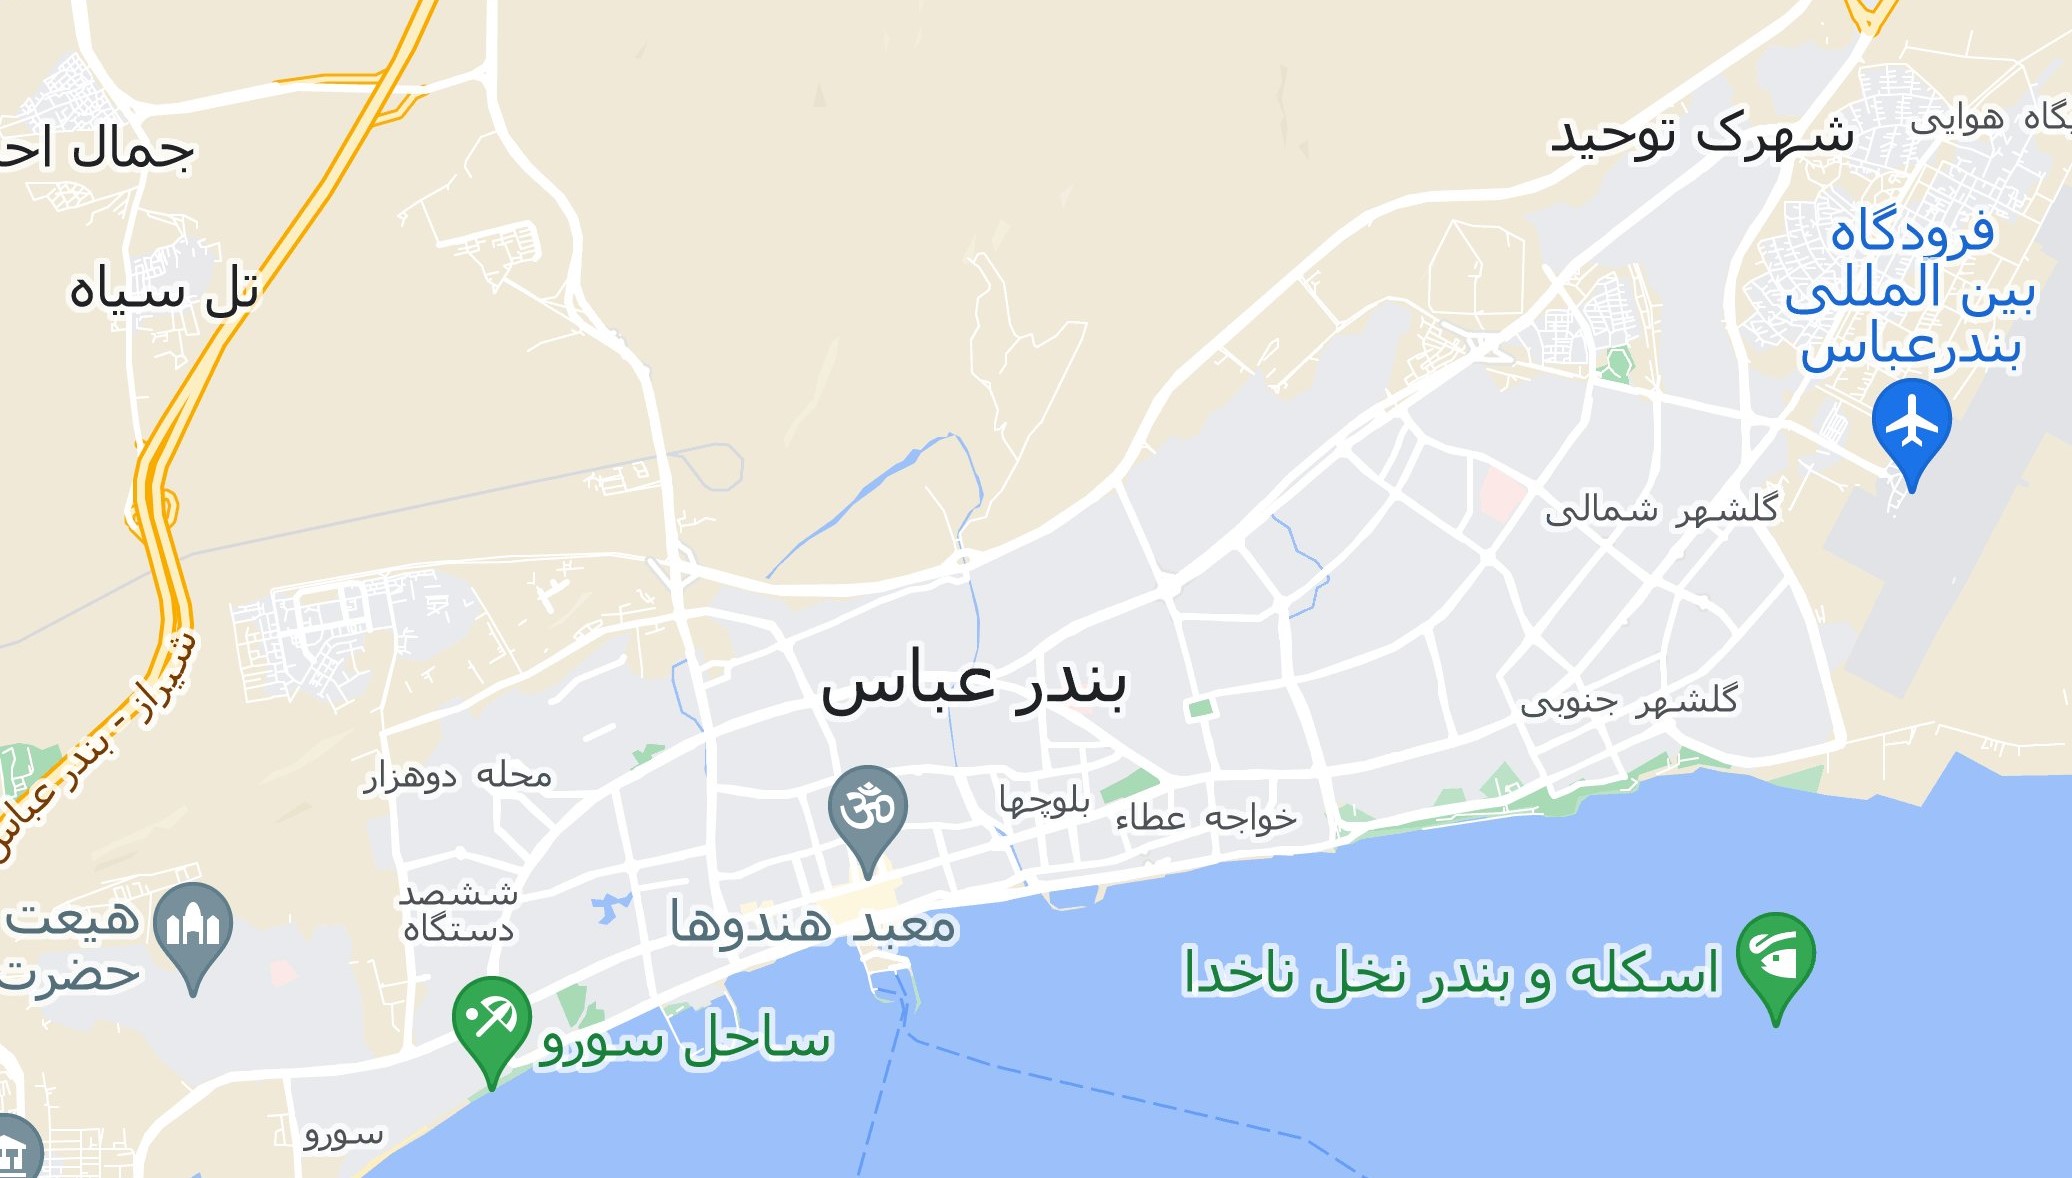 شهرک توحید
هوایی
جمال
فرودگاه
بین المللی
بندرعباس
تل سیاه
گلشهر شمالی
بندر عباس
گلشهر جنوبی
شیراز - بندر عباس
محله دوهزار
بلوچها
خواجه عطاء
ششصد
دستگاه
هیعت
حضرت
معبد هندوها
اسکله و بندر نخل ناخدا
ساحل سورو
سورو